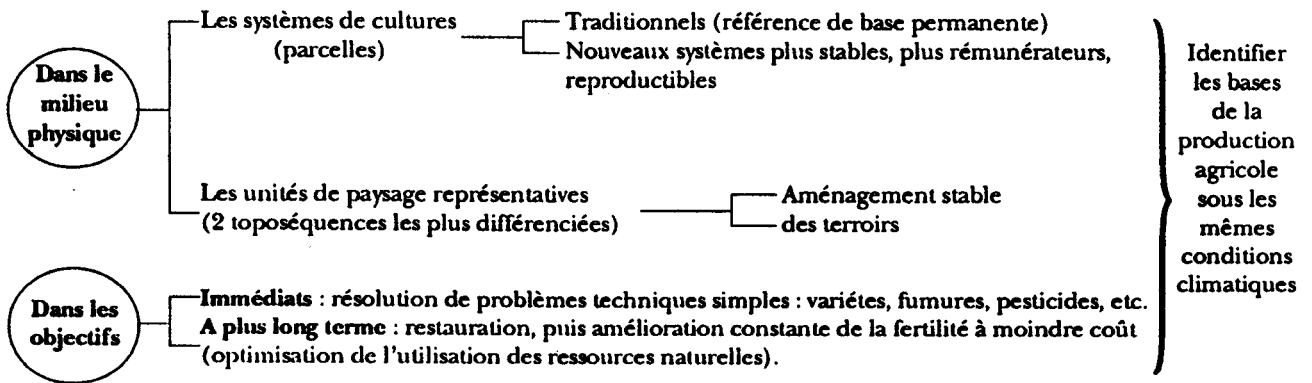 Dans le
milieu
physique
Les systèmes de cultures
(parcelles)
Traditionnels (référence de base permanente)
Nouveaux systèmes plus stables, plus rémunérateurs,
reproductibles
Les unités de paysage représentatives
(2 toposéquences les plus différenciées)
Aménagement stable
des terroirs
Dans les
objectifs
Immédiats : résolution de problèmes techniques simples : variétes, fumures, pesticides, etc.
A plus long terme : restauration, puis amélioration constante de la fertilité à moindre coût
(optimisation de l'utilisation des ressources naturelles).
Identifier
les bases
de la
production
agricole
sous les
mêmes
conditions
climatiques